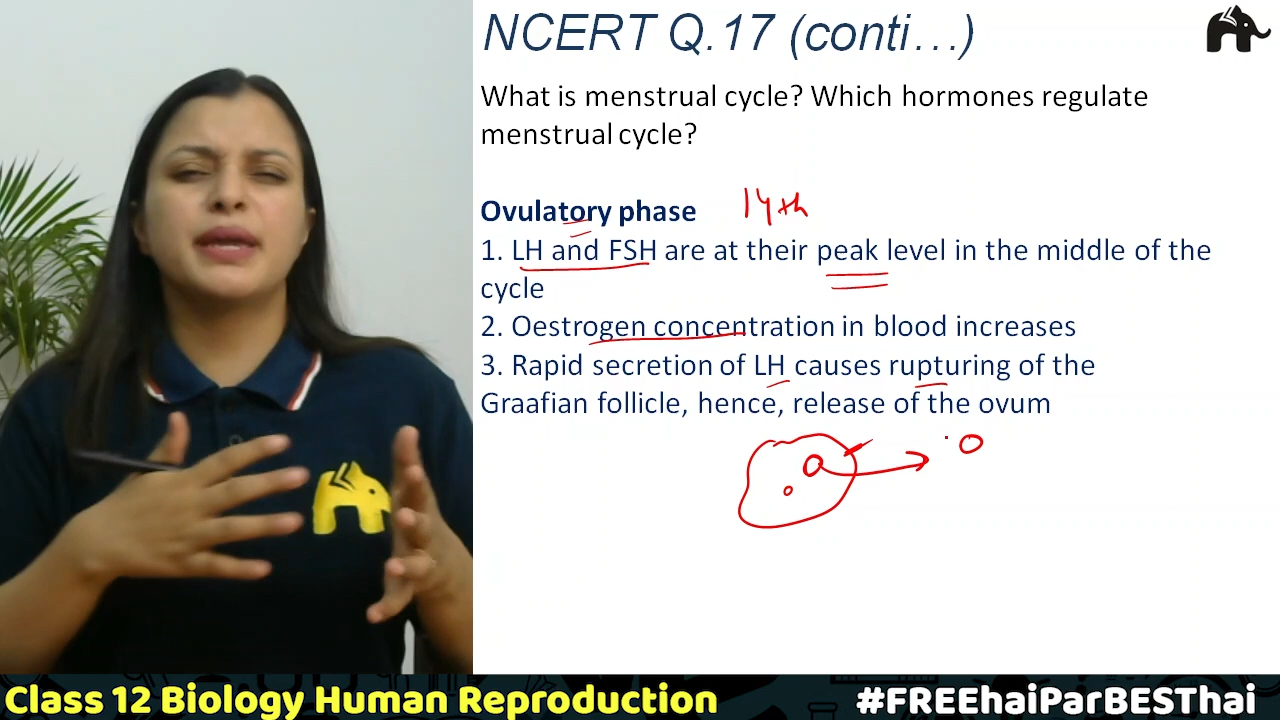 NCERT Q.17 (conti...)
What is menstrual cycle? Which hormones regulate
menstrual cycle?
Ovulatory phase 14th
1. LH and FSH are at their peak level in the middle of the
cycle
2. Oestrogen concentration in blood increases
3. Rapid secretion of LH causes rupturing of the
Graafian follicle, hence, release of the ovum
Class 12 Biology Human Reproduction #FREEhaiParBESThai